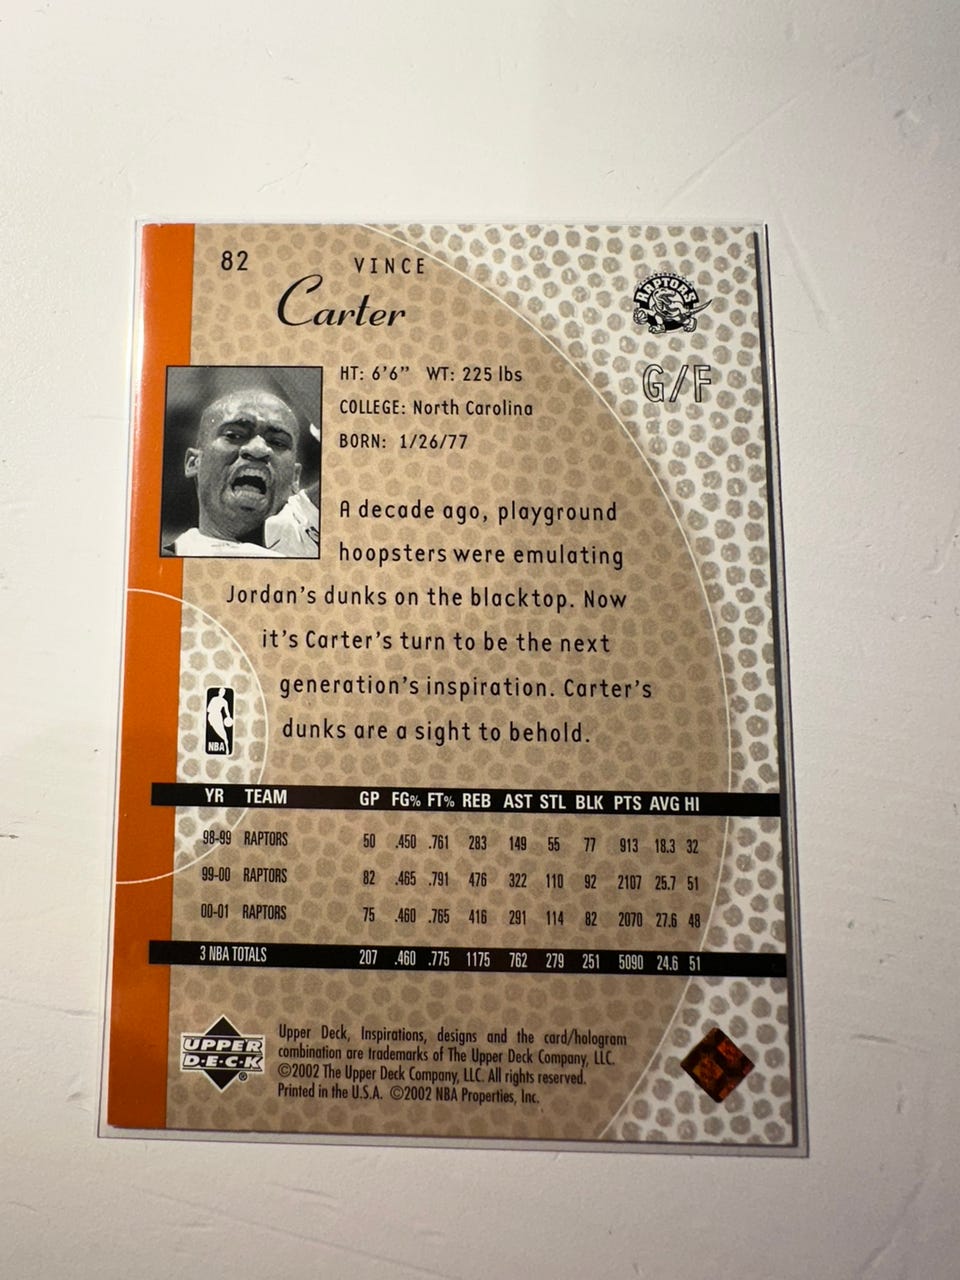 82
VINCE
Carter
RAPTORS
G/F
HT: 6'6" WT: 225 lbs
COLLEGE: North Carolina
BORN: 1/26/77
A decade ago, playground
hoopsters were emulating
Jordan's dunks on the blacktop. Now
it's Carter's turn to be the next
generation's inspiration. Carter's
dunks are a sight to behold.
NBA
YR TEAM GP FG% FT% REB AST STL BLK PTS AVG HI
98-99 RAPTORS 50 .450 .761 283 149 55 77 913 18.3 32
99-00 RAPTORS 82 .465 .791 476 322 110 92 2107 25.7 51
00-01 RAPTORS 75 .460 .765 416 291 114 82 2070 27.6 48
3 NBA TOTALS 207 .460 .775 1175 762 279 251 5090 24.6 51
UPPER
D·E·C·K
®
Upper Deck, Inspirations, designs and the card/hologram
combination are trademarks of The Upper Deck Company, LLC.
©2002 The Upper Deck Company, LLC. All rights reserved.
Printed in the U.S.A. ©2002 NBA Properties, Inc.